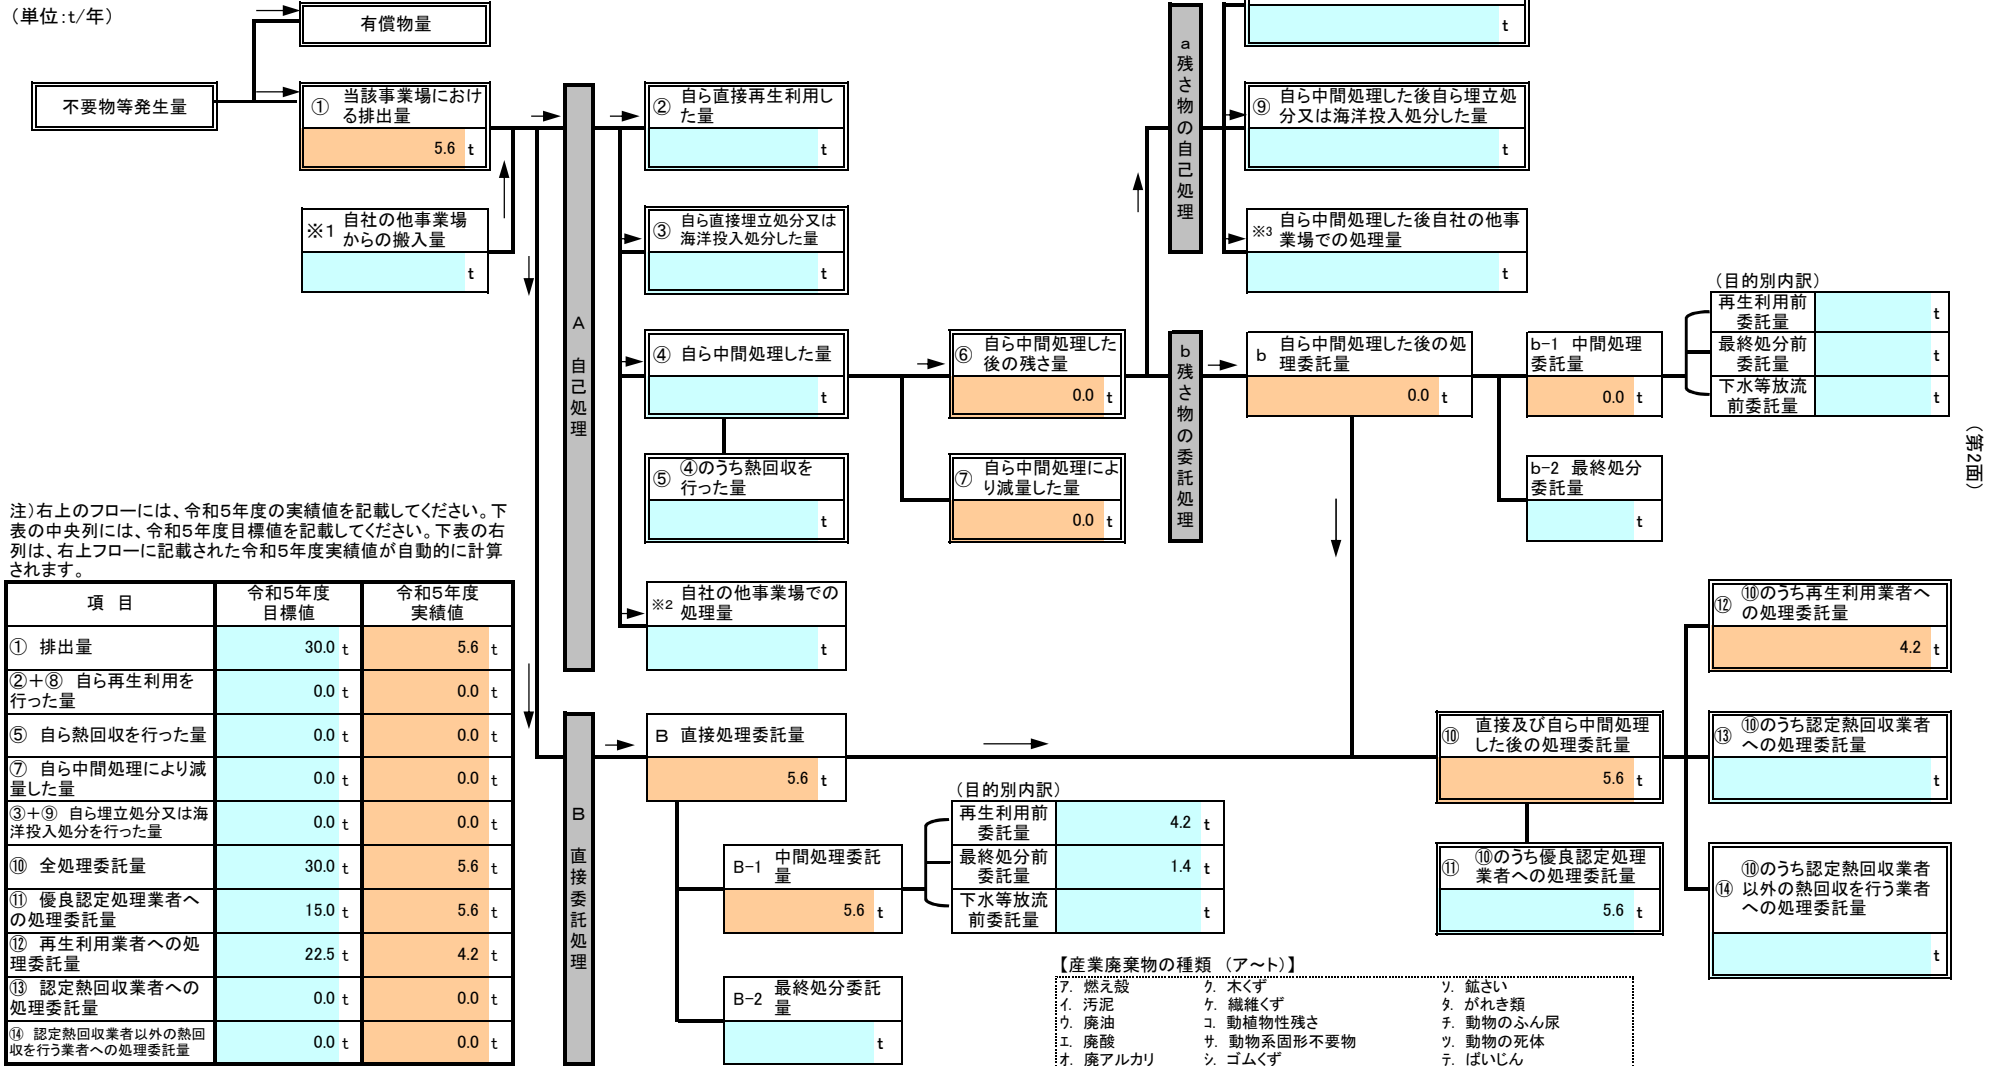 （単位：t/年）
有償物量
t
不要物等発生量
① 当該事業場におけ
る排出量
5.6 t
※1 自社の他事業場
からの搬入量
t
A 自己処理
② 自ら直接再生利用し
た量
t
③ 自ら直接埋立処分又は
海洋投入処分した量
t
④ 自ら中間処理した量
t
⑤ ④のうち熱回収を
行った量
t
※2 自社の他事業場での
処理量
t
⑥ 自ら中間処理した
後の残さ量
0.0 t
⑦ 自ら中間処理によ
り減量した量
0.0 t
a 残さ物の自己処理
⑨ 自ら中間処理した後自ら埋立処
分又は海洋投入処分した量
t
※3 自ら中間処理した後自社の他事
業場での処理量
t
b 残さ物の委託処理
b 自ら中間処理した後の処
理委託量
0.0 t
b-1 中間処理
委託量
0.0 t
b-2 最終処分
委託量
t
（目的別内訳）
再生利用前
委託量
t
最終処分前
委託量
t
下水等放流
前委託量
t
（第2面）
注）右上のフローには、令和5年度の実績値を記載してください。下
表の中央列には、令和5年度目標値を記載してください。下表の右
列は、右上フローに記載された令和5年度実績値が自動的に計算
されます。
項 目 令和5年度
目標値 令和5年度
実績値
① 排出量 30.0 t 5.6 t
②＋⑧ 自ら再生利用を
行った量 0.0 t 0.0 t
⑤ 自ら熱回収を行った量 0.0 t 0.0 t
⑦ 自ら中間処理により減
量した量 0.0 t 0.0 t
③＋⑨ 自ら埋立処分又は海
洋投入処分を行った量 0.0 t 0.0 t
⑩ 全処理委託量 30.0 t 5.6 t
⑪ 優良認定処理業者へ
の処理委託量 15.0 t 5.6 t
⑫ 再生利用業者への処
理委託量 22.5 t 4.2 t
⑬ 認定熱回収業者への
処理委託量 0.0 t 0.0 t
⑭ 認定熱回収業者以外の熱回
収を行う業者への処理委託量 0.0 t 0.0 t
B 直接委託処理
B 直接処理委託量
5.6 t
B-1 中間処理委託
量
5.6 t
B-2 最終処分委託
量
t
（目的別内訳）
再生利用前
委託量
4.2 t
最終処分前
委託量
1.4 t
下水等放流
前委託量
t
⑩ 直接及び自ら中間処理
した後の処理委託量
5.6 t
⑪ ⑩のうち優良認定処理
業者への処理委託量
5.6 t
⑫ ⑩のうち再生利用業者へ
の処理委託量
4.2 t
⑬ ⑩のうち認定熱回収業者
への処理委託量
t
⑭ ⑩のうち認定熱回収業者
以外の熱回収を行う業者
への処理委託量
t
【産業廃棄物の種類 （ア～ト）】
ア. 燃え殻 ク. 木くず ソ. 鉱さい
イ. 汚泥 ケ. 繊維くず タ. がれき類
ウ. 廃油 コ. 動植物性残さ チ. 動物のふん尿
エ. 廃酸 サ. 動物系固形不要物 ツ. 動物の死体
オ. 廃アルカリ シ. ゴムくず テ. ばいじん